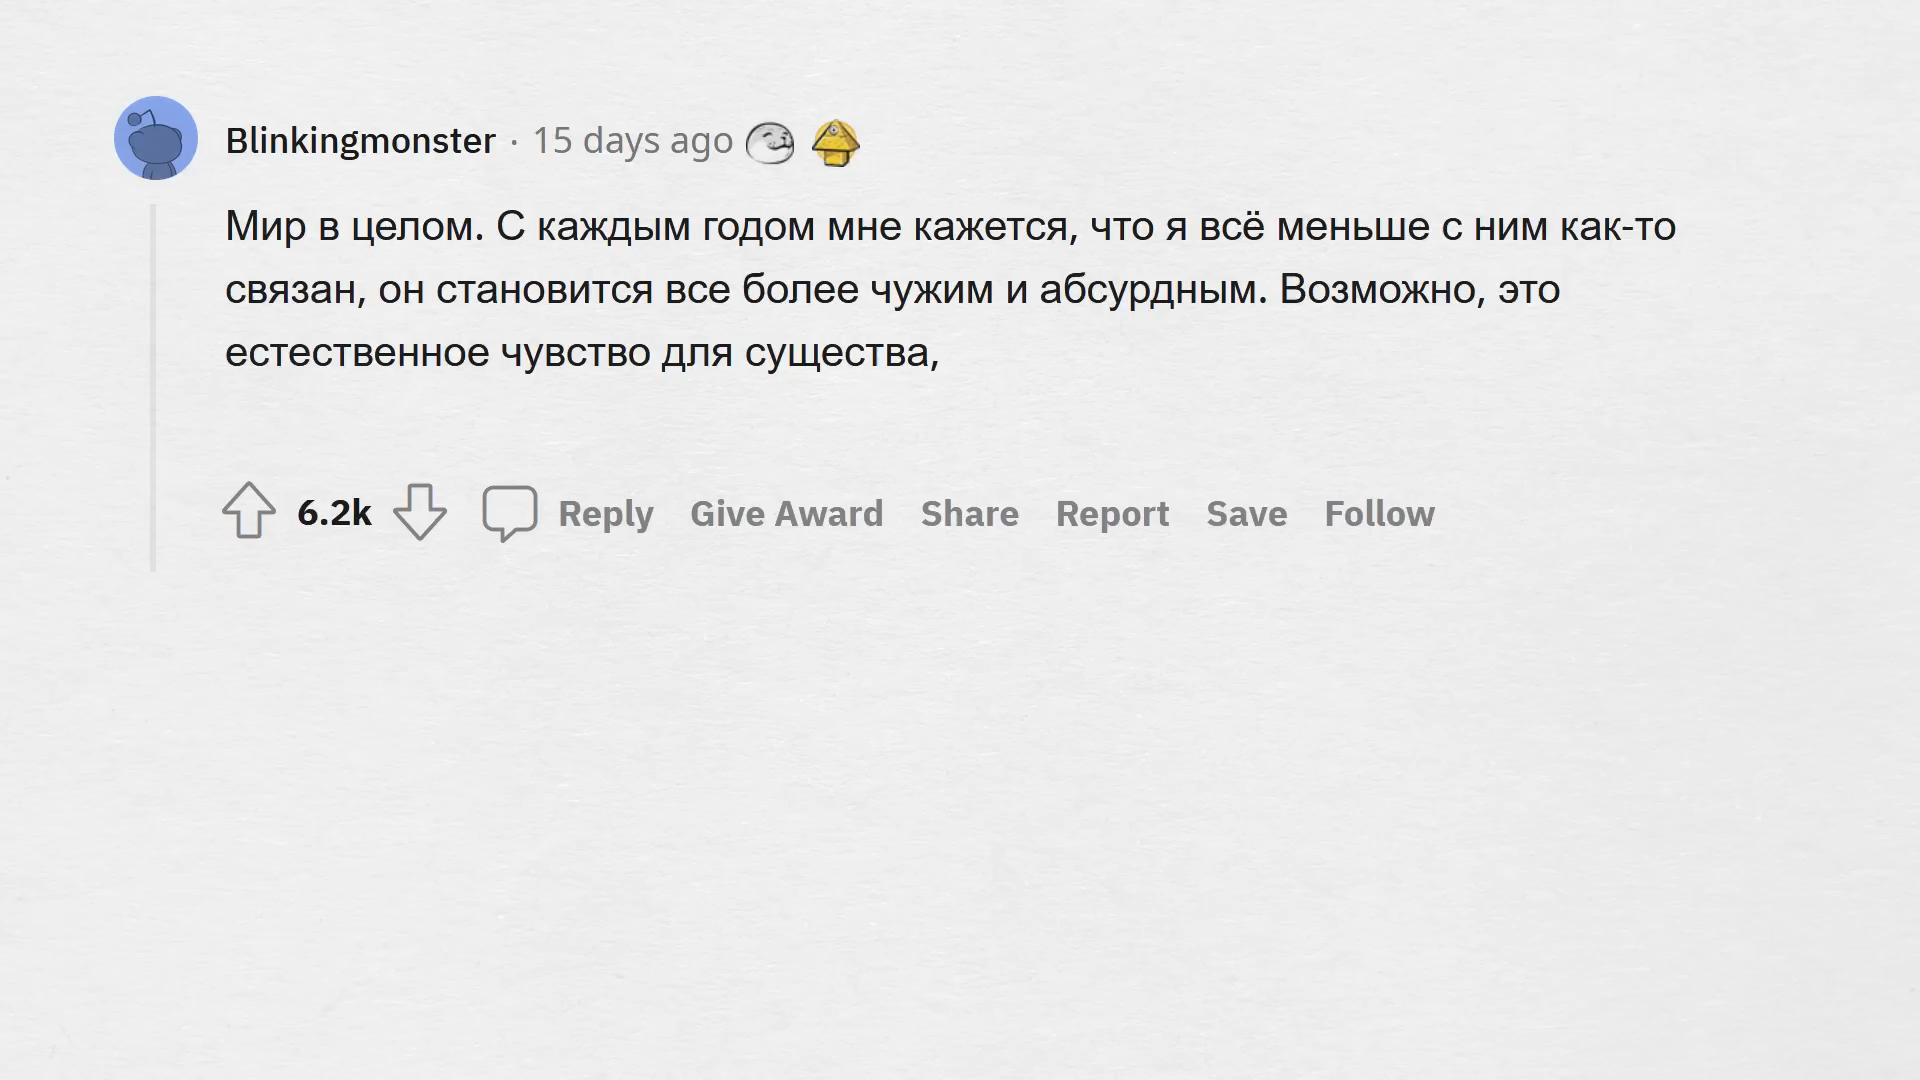 Blinkingmonster · 15 days ago
Мир в целом. С каждым годом мне кажется, что я всё меньше с ним как-то
связан, он становится все более чужим и абсурдным. Возможно, это
естественное чувство для существа,
6.2k Reply Give Award Share Report Save Follow